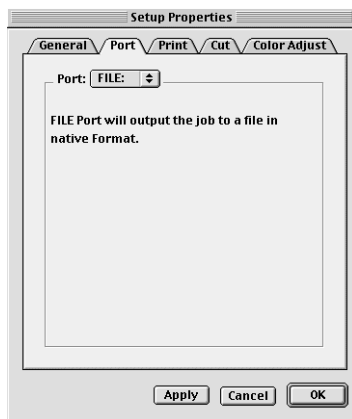 Setup Properties
General Port Print Cut Color Adjust
Port: FILE:
FILE Port will output the job to a file in
native Format.
Apply Cancel OK